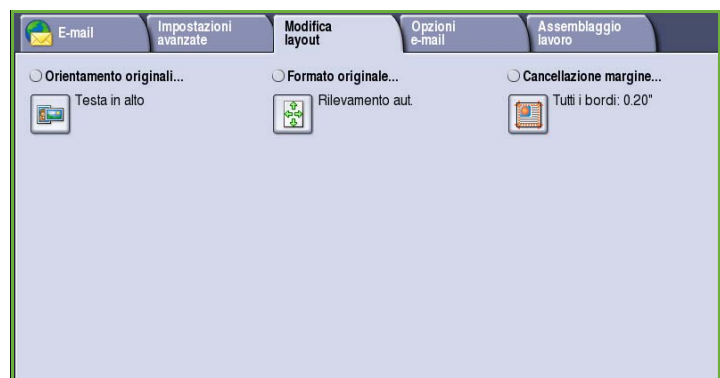 E-mail
Impostazioni
avanzate
Modifica
layout
Opzioni
e-mail
Assemblaggio
lavoro
Orientamento originali...
Testa in alto
Formato originale...
Rilevamento aut.
Cancellazione margine...
Tutti i bordi: 0.20"